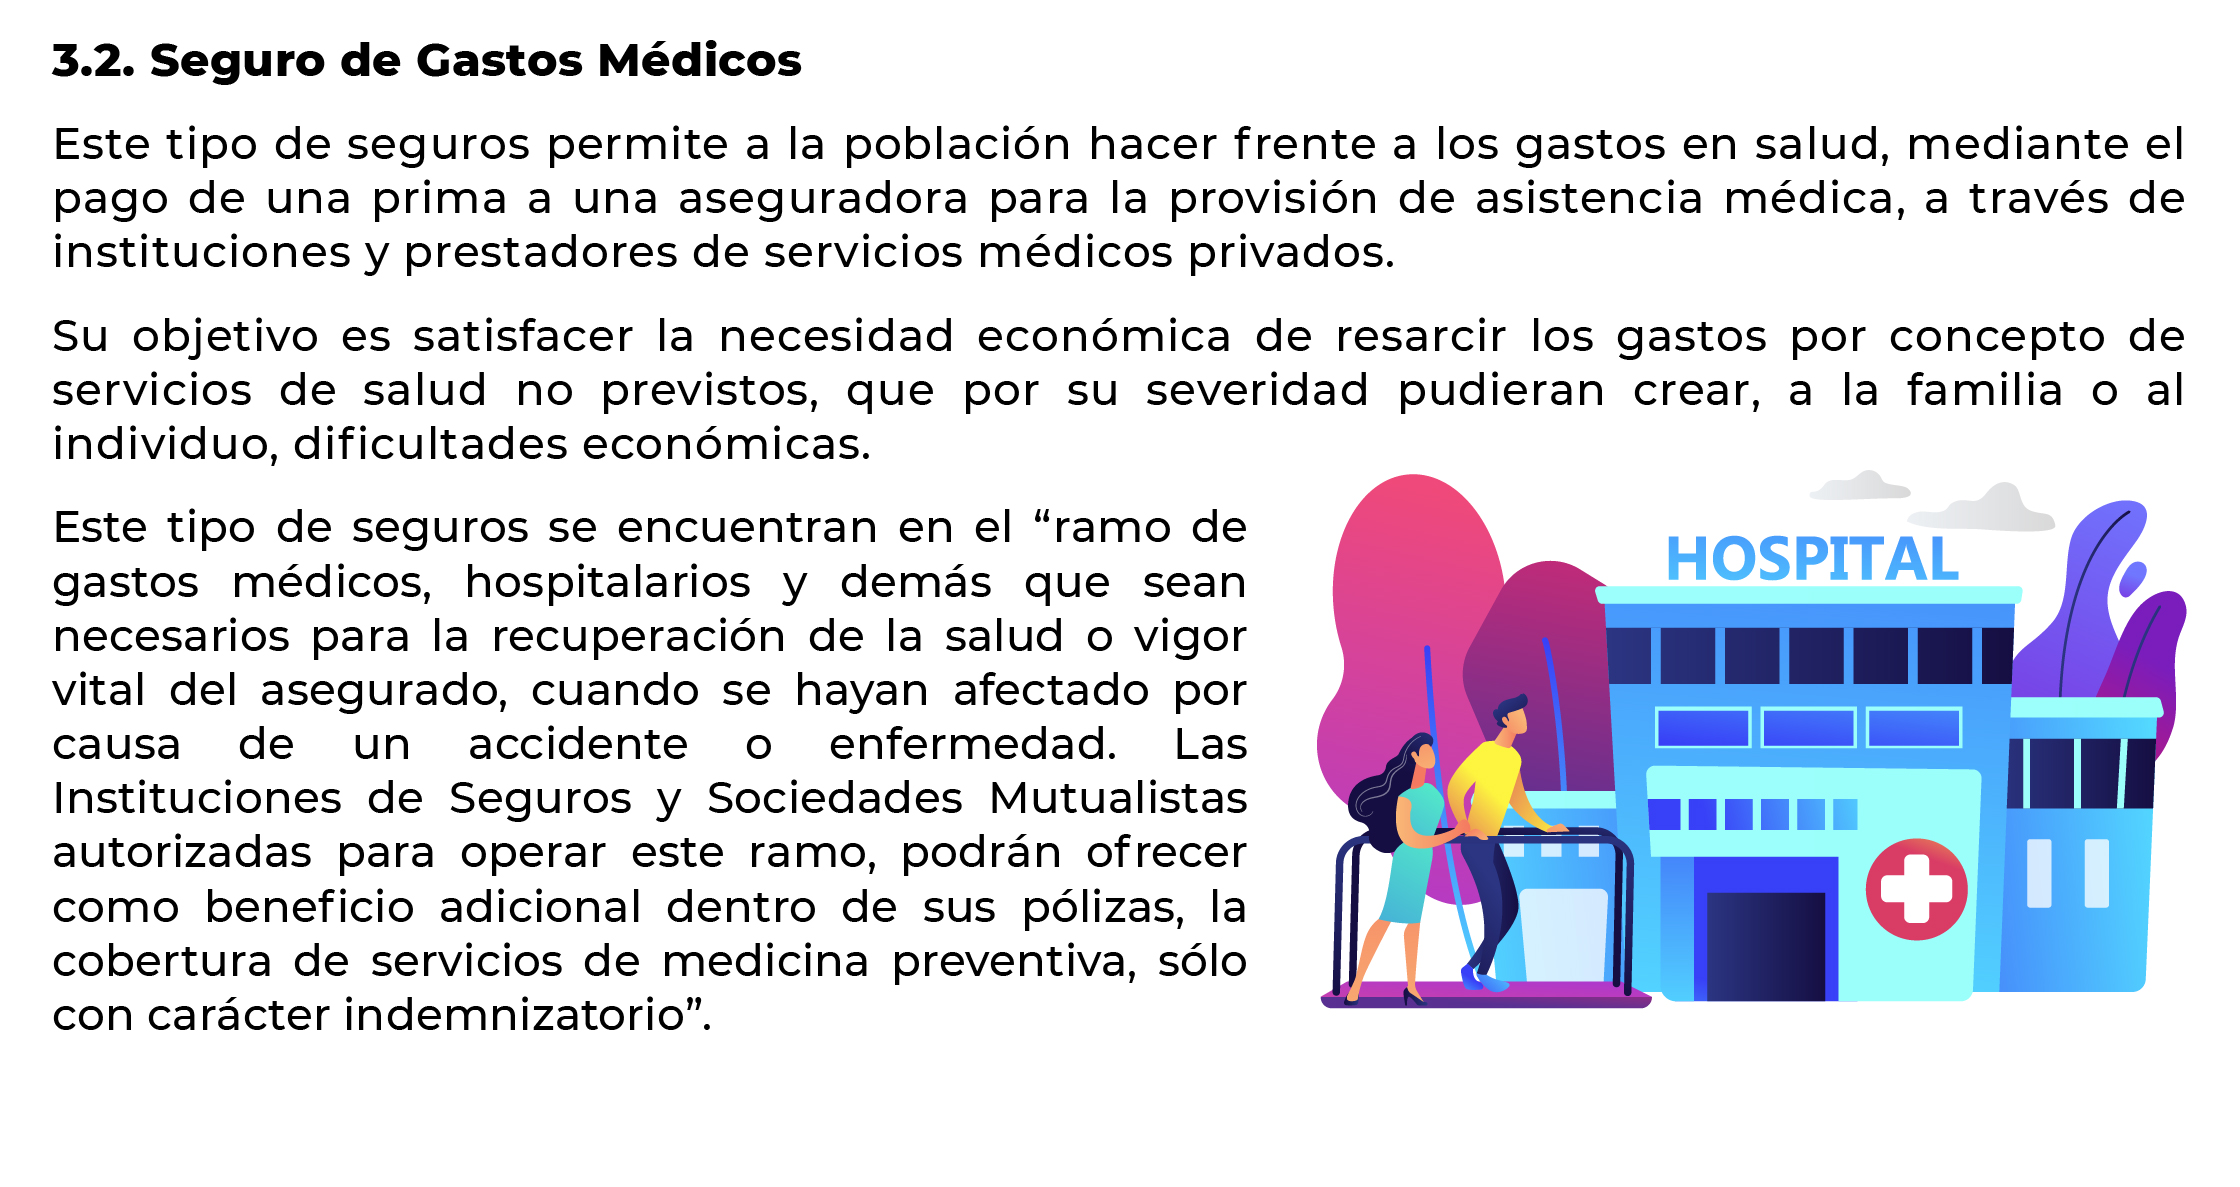 3.2. Seguro de Gastos Médicos
Este tipo de seguros permite a la población hacer frente a los gastos en salud, mediante el
pago de una prima a una aseguradora para la provisión de asistencia médica, a través de
instituciones y prestadores de servicios médicos privados.
Su objetivo es satisfacer la necesidad económica de resarcir los gastos por concepto de
servicios de salud no previstos, que por su severidad pudieran crear, a la familia o al
individuo, dificultades económicas.
Este tipo de seguros se encuentran en el “ramo de
gastos médicos, hospitalarios y demás que sean
necesarios para la recuperación de la salud o vigor
vital del asegurado, cuando se hayan afectado por
causa de un accidente o enfermedad. Las
Instituciones de Seguros y Sociedades Mutualistas
autorizadas para operar este ramo, podrán ofrecer
como beneficio adicional dentro de sus pólizas, la
cobertura de servicios de medicina preventiva, sólo
con carácter indemnizatorio”.
HOSPITAL